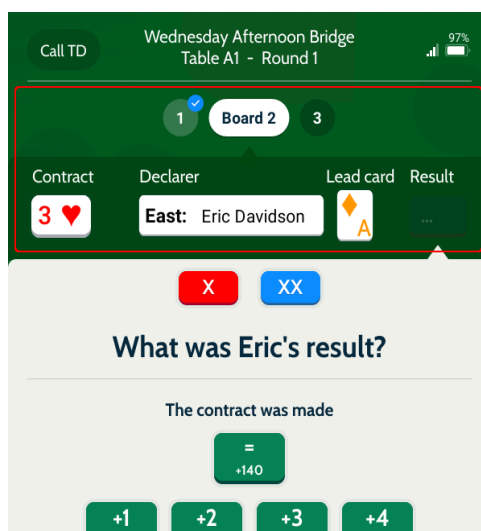 Call TD
Wednesday Afternoon Bridge
Table A1 - Round 1
97%
1
Board 2
3
Contract
Declarer
Lead card
Result
3 ♥
East: Eric Davidson
♦
A
...
X
XX
What was Eric's result?
The contract was made
=
+140
+1
+2
+3
+4